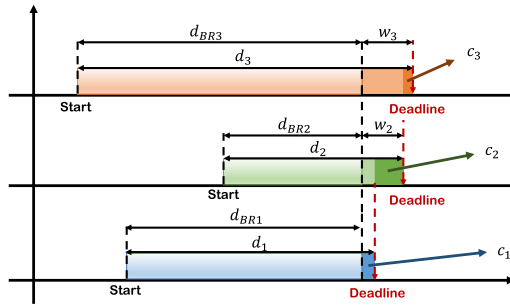 d_{BR3} w_3
d_3
c_3
Start
Deadline
d_{BR2} w_2
d_2
c_2
Start
Deadline
d_{BR1}
d_1
c_1
Start
Deadline